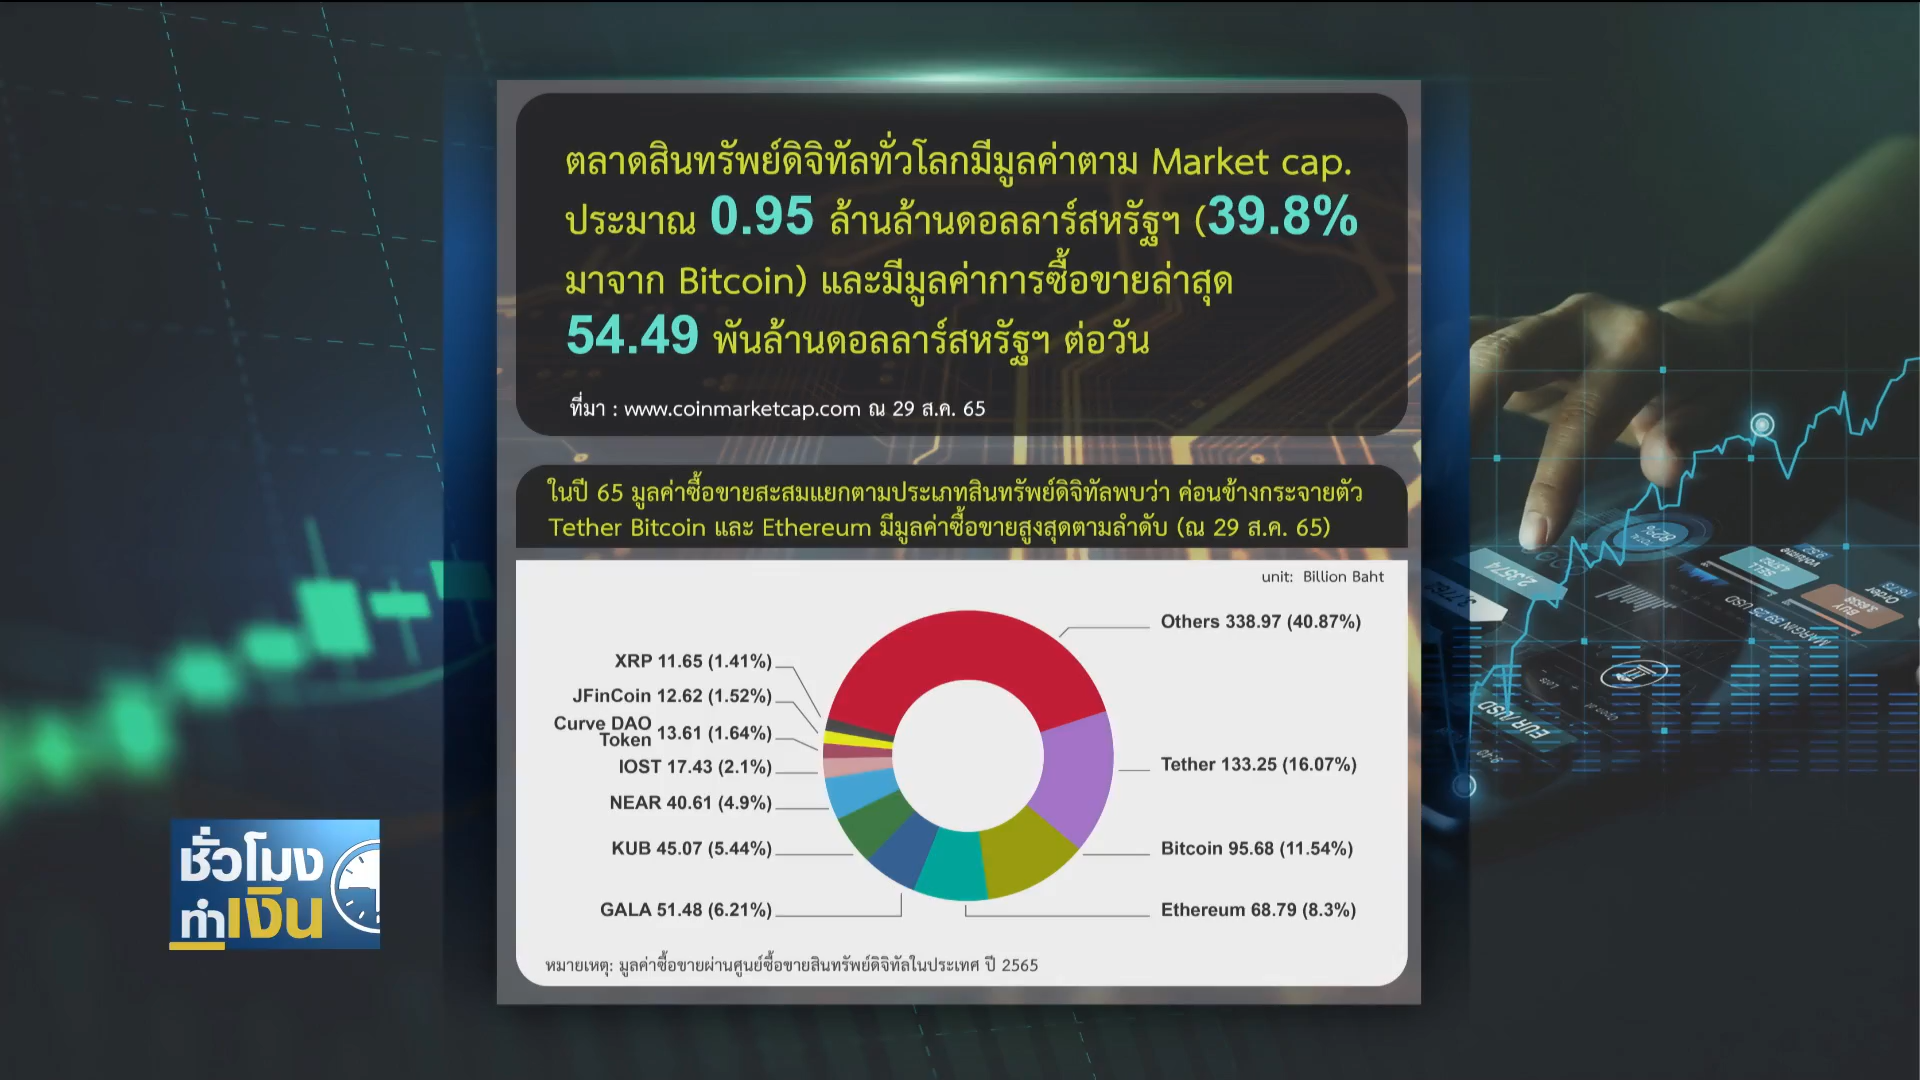 ตลาดสินทรัพย์ดิจิทัลทั่วโลกมีมูลค่าตาม Market cap.
ประมาณ 0.95 ล้านล้านดอลลาร์สหรัฐฯ (39.8%
มาจาก Bitcoin) และมีมูลค่าการซื้อขายล่าสุด
54.49 พันล้านดอลลาร์สหรัฐฯ ต่อวัน
ที่มา : www.coinmarketcap.com ณ 29 ส.ค. 65
ในปี 65 มูลค่าซื้อขายสะสมแยกตามประเภทสินทรัพย์ดิจิทัลพบว่า ค่อนข้างกระจายตัว
Tether Bitcoin และ Ethereum มีมูลค่าซื้อขายสูงสุดตามลำดับ (ณ 29 ส.ค. 65)
unit: Billion Baht
Others 338.97 (40.87%)
Tether 133.25 (16.07%)
Bitcoin 95.68 (11.54%)
Ethereum 68.79 (8.3%)
XRP 11.65 (1.41%)
JFinCoin 12.62 (1.52%)
Curve DAO
Token 13.61 (1.64%)
IOST 17.43 (2.1%)
NEAR 40.61 (4.9%)
KUB 45.07 (5.44%)
GALA 51.48 (6.21%)
หมายเหตุ: มูลค่าซื้อขายผ่านศูนย์ซื้อขายสินทรัพย์ดิจิทัลในประเทศ ปี 2565
ชั่วโมง
ทำเงิน
2,3574
EUR /USD
SELL
BUY